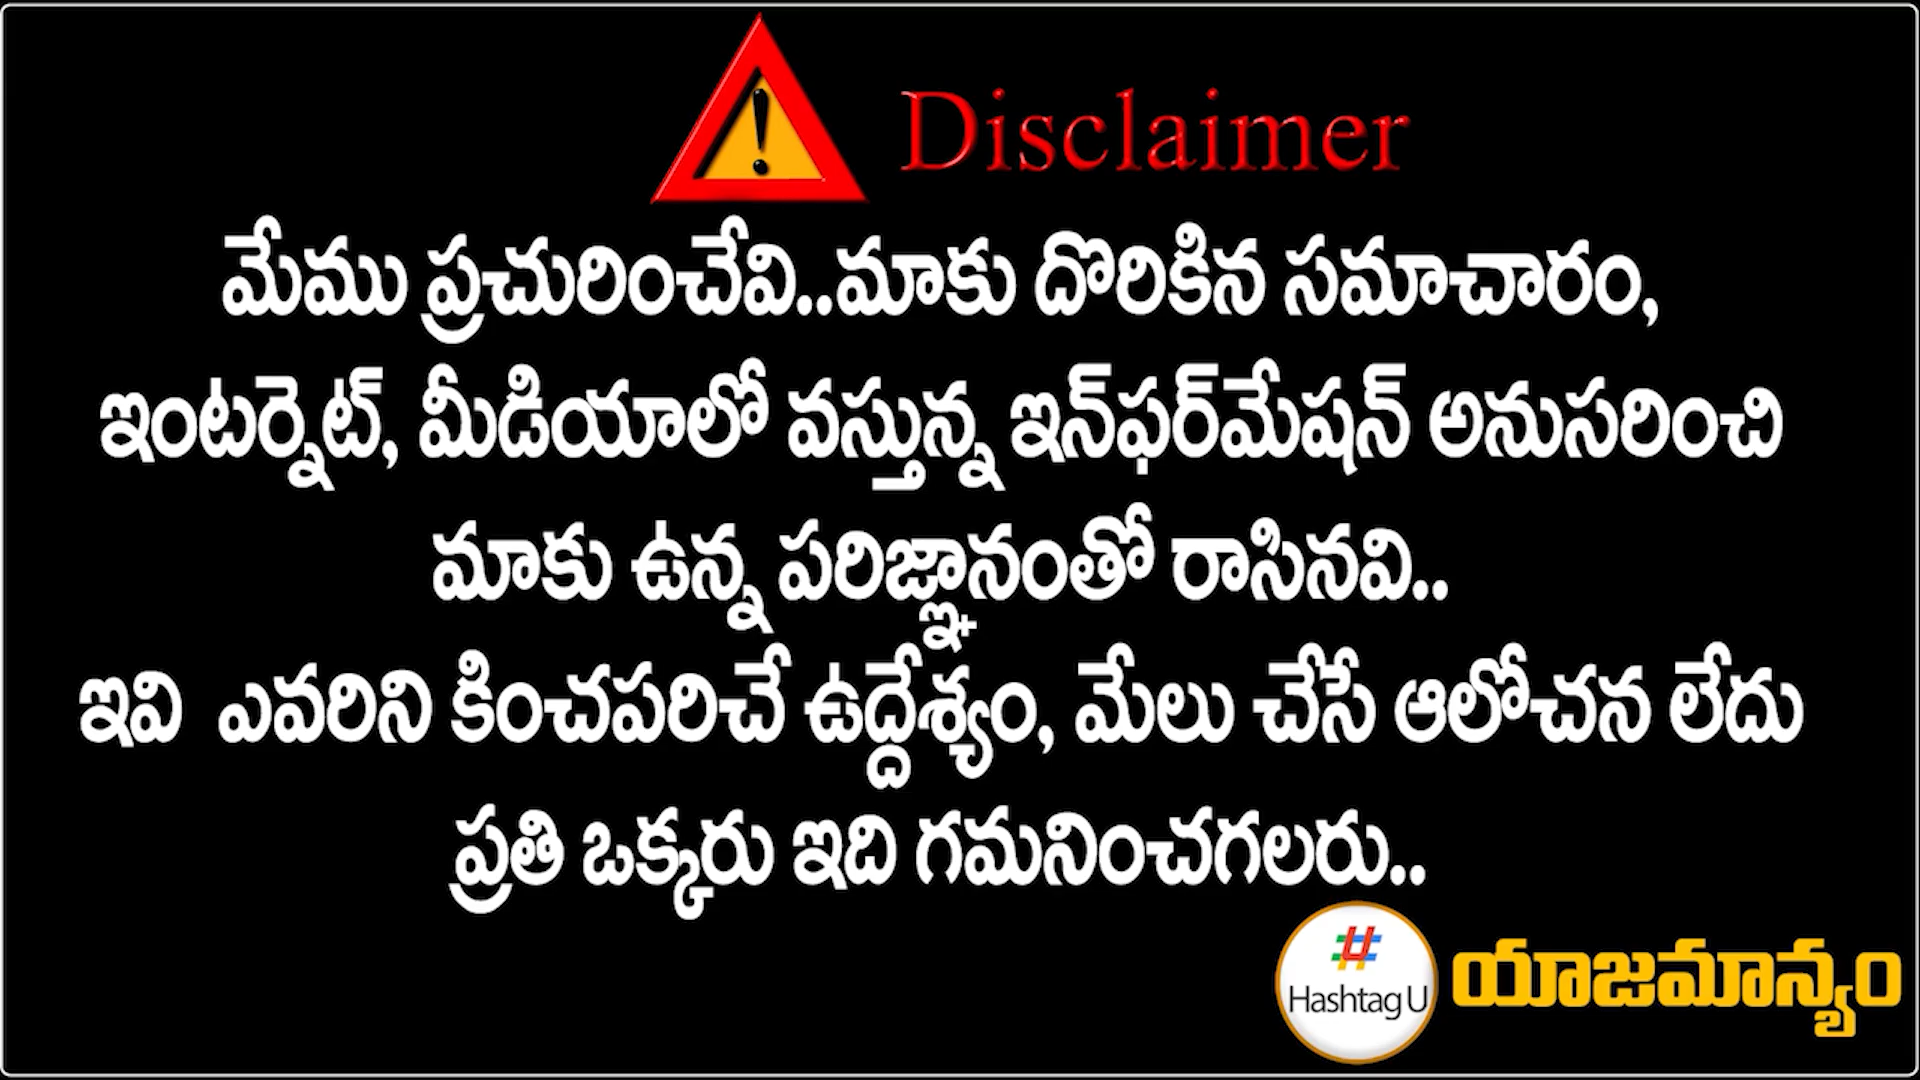 Disclaimer
మేము ప్రచురించేవి..మాకు దొరికిన సమాచారం,
ఇంటర్నెట్, మీడియాలో వస్తున్న ఇన్‌ఫర్‌మేషన్ అనుసరించి
మాకు ఉన్న పరిజ్ఞానంతో రాసినవి..
ఇవి ఎవరిని కించపరిచే ఉద్దేశ్యం, మేలు చేసే ఆలోచన లేదు
ప్రతి ఒక్కరు ఇది గమనించగలరు..
#
Hashtag U
యాజమాన్యం